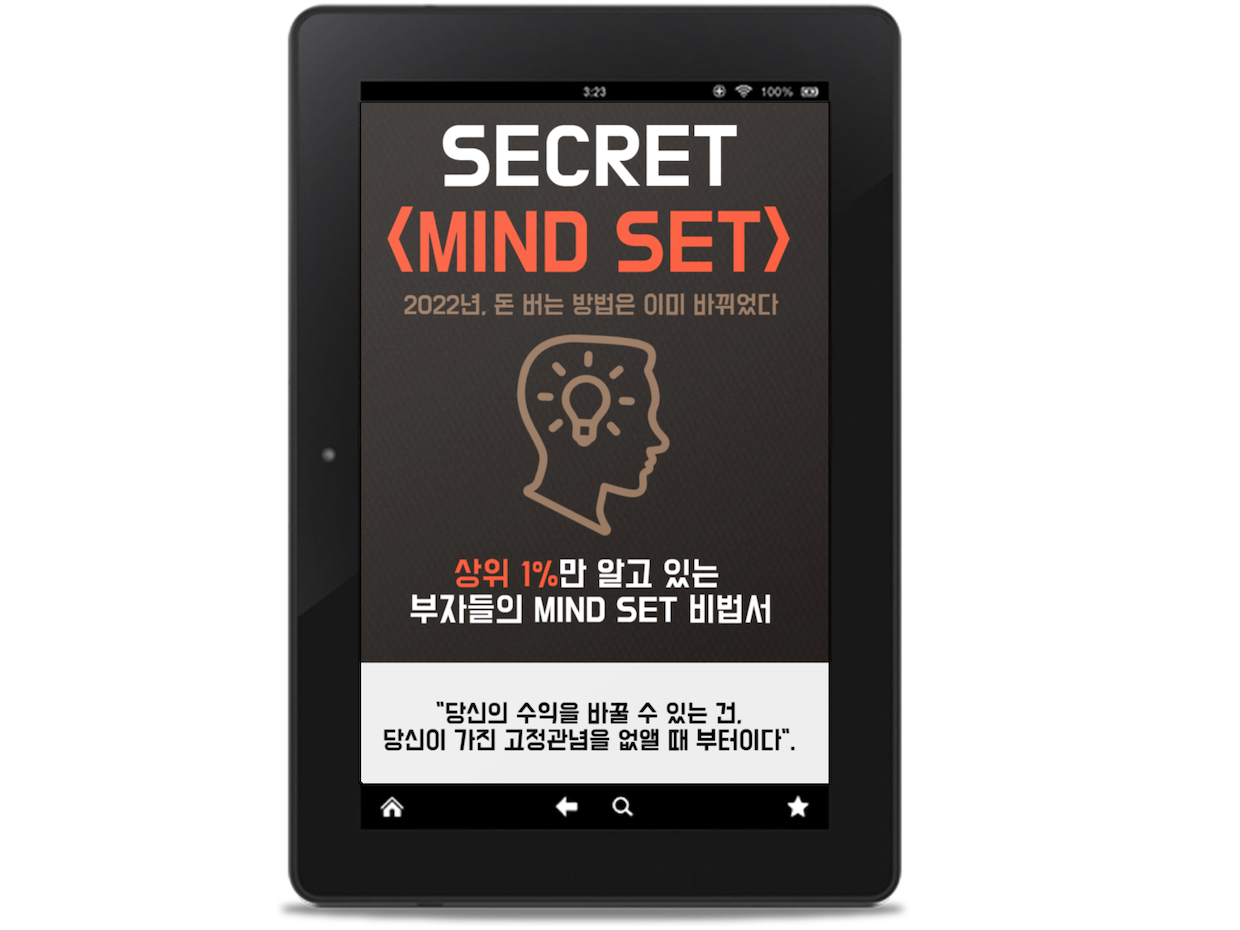 3:23 100%
SECRET
<MIND SET>
2022년, 돈 버는 방법은 이미 바뀌었다
상위 1%만 알고 있는
부자들의 MIND SET 비법서
"당신의 수익을 바꿀 수 있는 건,
당신이 가진 고정관념을 없앨 때 부터이다".